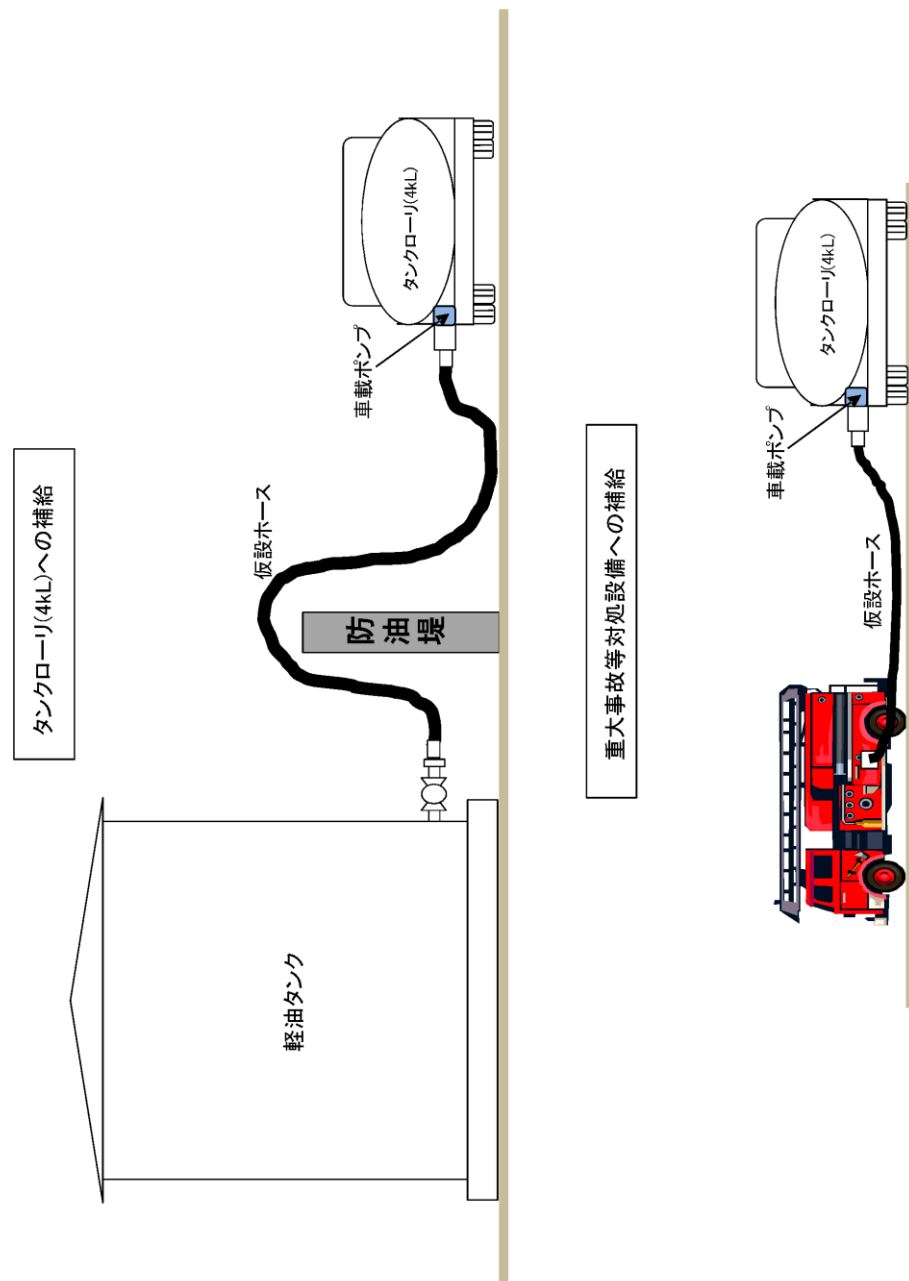 タンクローリ(4kL)への補給
仮設ホース
車載ポンプ
タンクローリ(4kL)
防油堤
軽油タンク
重大事故等対処設備への補給
車載ポンプ
タンクローリ(4kL)
仮設ホース